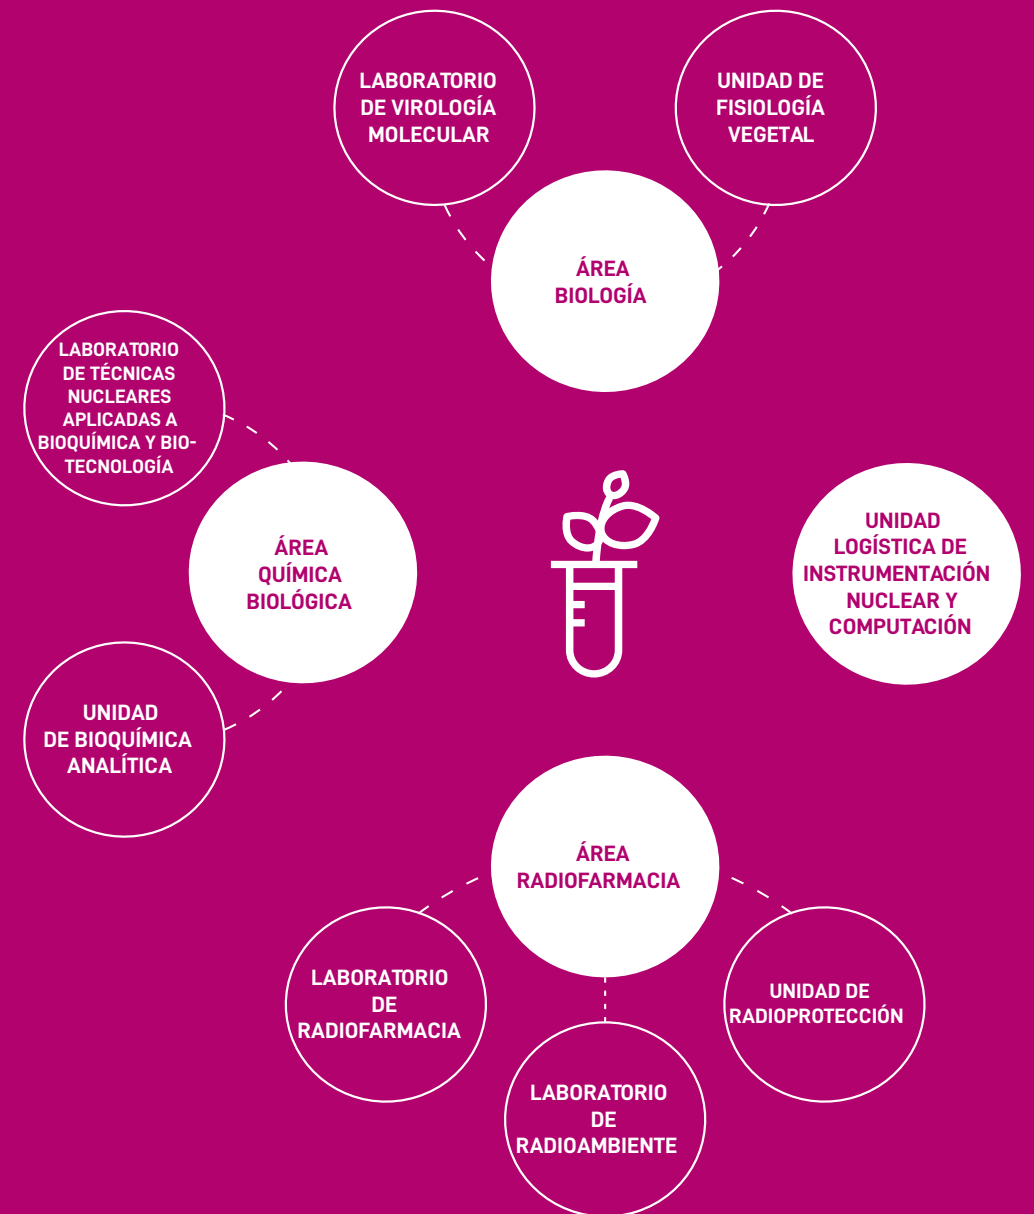 LABORATORIO
DE VIROLOGÍA
MOLECULAR
UNIDAD DE
FISIOLOGÍA
VEGETAL
ÁREA
BIOLOGÍA
LABORATORIO
DE TÉCNICAS
NUCLEARES
APLICADAS A
BIOQUÍMICA Y BIO-
TECNOLOGÍA
ÁREA
QUÍMICA
BIOLÓGICA
UNIDAD
LOGÍSTICA DE
INSTRUMENTACIÓN
NUCLEAR Y
COMPUTACIÓN
UNIDAD
DE BIOQUÍMICA
ANALÍTICA
ÁREA
RADIOFARMACIA
LABORATORIO
DE
RADIOFARMACIA
UNIDAD DE
RADIOPROTECCIÓN
LABORATORIO
DE
RADIOAMBIENTE